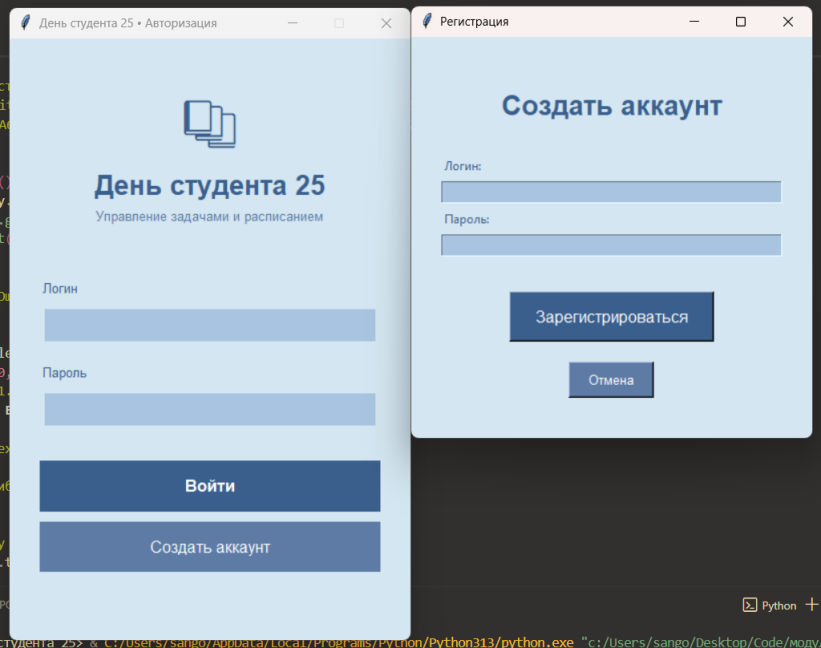 День студента 25 • Авторизация
День студента 25
Управление задачами и расписанием
Логин
Пароль
Войти
Создать аккаунт
Регистрация
Создать аккаунт
Логин:
Пароль:
Зарегистрироваться
Отмена
Python
студента 25> & C:/Users/sango/AppData/Local/Programs/Python/Python313/python.exe "c:/Users/sango/Desktop/Code/моду